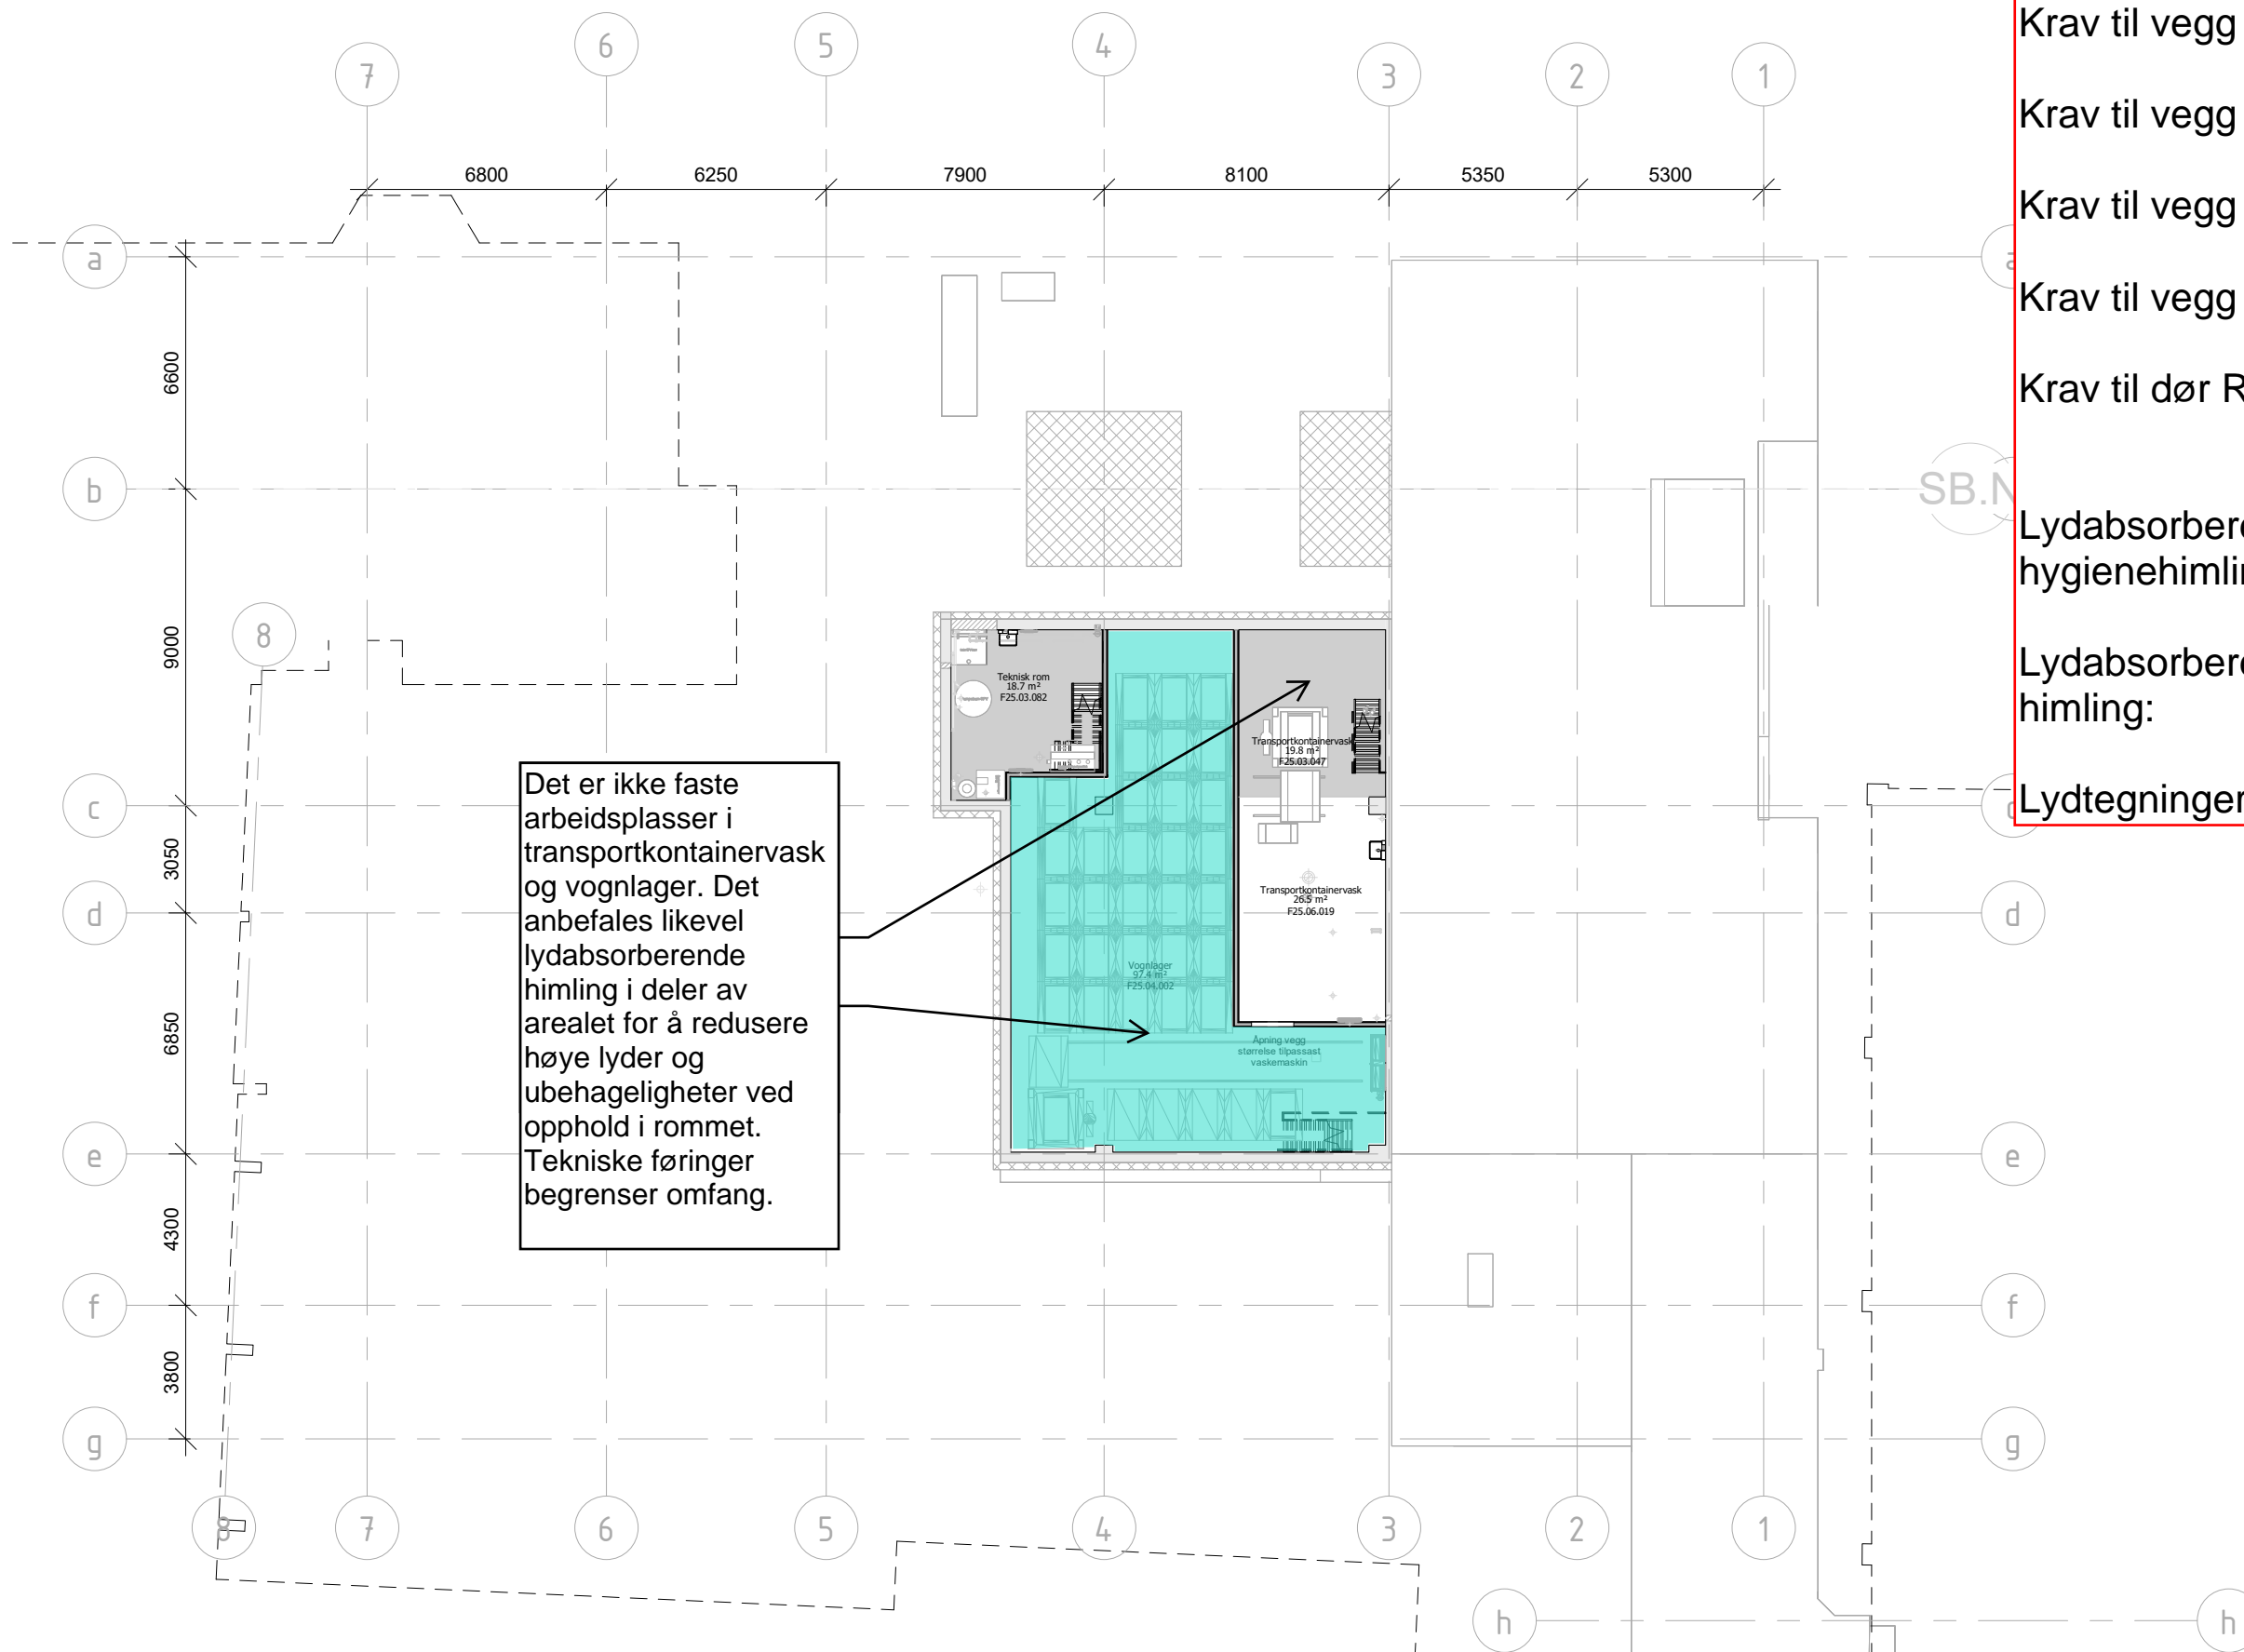 Krav til vegg
Krav til vegg
Krav til vegg
Krav til vegg
Krav til dør R
Lydabsorbere
hygienehimlin
Lydabsorbere
himling:
Lydtegninger
7
6
5
4
3
2
1
6800
6250
7900
8100
5350
5300
a
a
6600
b
SB.N
9000
8
Teknisk rom
18.7 m²
F25.03.082
Transportkontainervask
19.8 m²
F25.03.047
Det er ikke faste
arbeidsplasser i
transportkontainervask
og vognlager. Det
anbefales likevel
lydabsorberende
himling i deler av
arealet for å redusere
høye lyder og
ubehageligheter ved
opphold i rommet.
Tekniske føringer
begrenser omfang.
c
3050
Transportkontainervask
26.5 m²
F25.06.019
d
d
Vognlager
97.4 m²
F25.04.002
6850
Åpning vegg
størrelse tilpassast
vaskemaskin
e
e
4300
f
f
3800
g
g
8
7
6
5
4
3
2
1
h
h